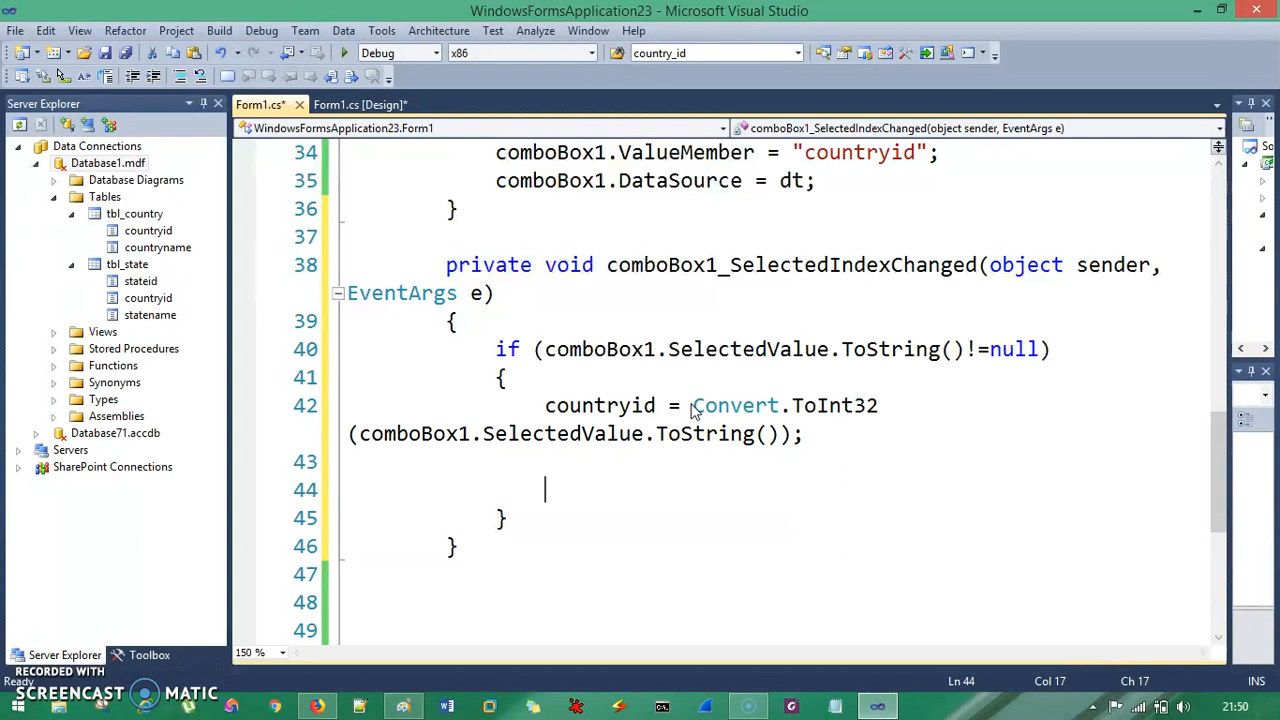 WindowsFormsApplication23 - Microsoft Visual Studio
File Edit View Refactor Project Build Debug Team Data Tools Architecture Test Analyze Window Help
Debug x86 country_id
Server Explorer
Form1.cs* Form1.cs [Design]*
WindowsFormsApplication23.Form1 comboBox1_SelectedIndexChanged(object sender, EventArgs e)
Data Connections
Database1.mdf
Database Diagrams
Tables
tbl_country
countryid
countryname
tbl_state
stateid
countryid
statename
Views
Stored Procedures
Functions
Synonyms
Types
Assemblies
Database71.accdb
Servers
SharePoint Connections
34 comboBox1.ValueMember = "countryid";
35 comboBox1.DataSource = dt;
36 }
37
38 private void comboBox1_SelectedIndexChanged(object sender,
EventArgs e)
39 {
40 if (comboBox1.SelectedValue.ToString()!=null)
41 {
42 countryid = Convert.ToInt32
(comboBox1.SelectedValue.ToString());
43
44
45 }
46 }
47
48
49
So
150 %
Server Explorer Toolbox
Ready Ln 44 Col 17 Ch 17 INS
RECORDED WITH
SCREENCAST MATIC
21:50